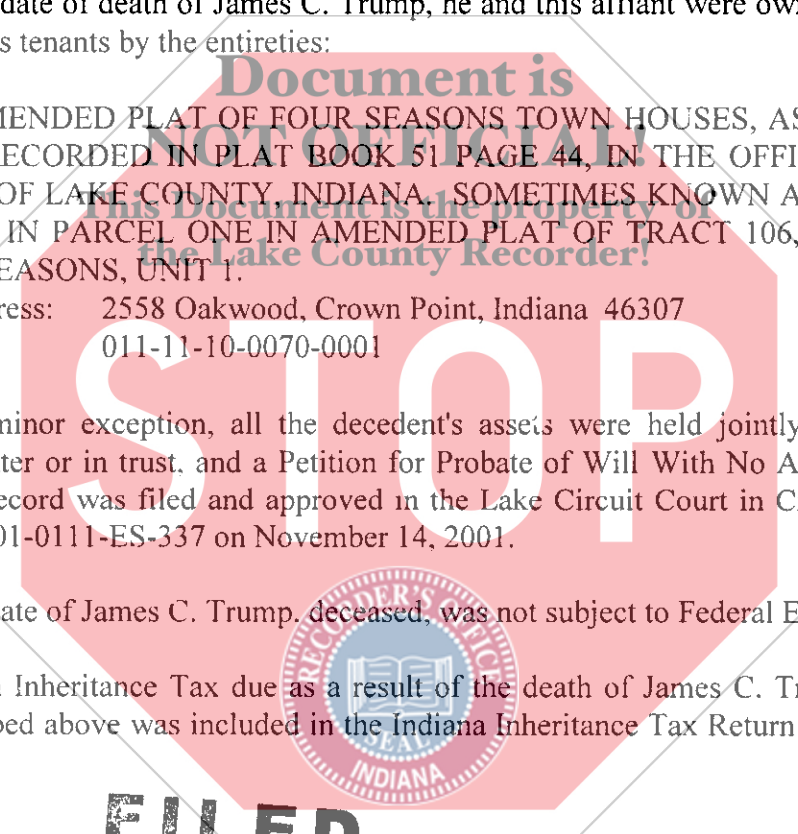 date of death of James C. Trump, he and this affiant were own
s tenants by the entireties:
Document is
MENDED PLAT OF FOUR SEASONS TOWN HOUSES, AS
NOT OFFICIAL!
ECORDED IN PLAT BOOK 51 PAGE 44, IN THE OFFI
OF LAKE COUNTY, INDIANA. SOMETIMES KNOWN A
This Document is the property of
IN PARCEL ONE IN AMENDED PLAT OF TRACT 106,
the Lake County Recorder!
EASONS, UNIT 1.
ress: 2558 Oakwood, Crown Point, Indiana 46307
011-11-10-0070-0001
STOP
minor exception, all the decedent's assets were held jointly
ter or in trust, and a Petition for Probate of Will With No A
ecord was filed and approved in the Lake Circuit Court in C
01-0111-ES-337 on November 14, 2001.
ate of James C. Trump, deceased, was not subject to Federal E
RECORDER'S OFFICE
Inheritance Tax due as a result of the death of James C. Tr
bed above was included in the Indiana Inheritance Tax Return
SEAL
INDIANA
FILED